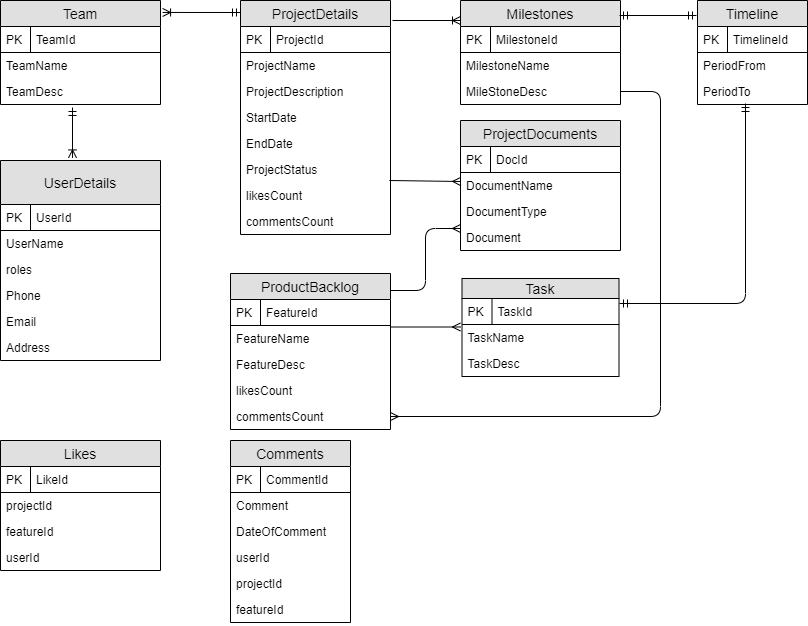 Team
PK TeamId
TeamName
TeamDesc
ProjectDetails
PK ProjectId
ProjectName
ProjectDescription
StartDate
EndDate
ProjectStatus
likesCount
commentsCount
Milestones
PK MilestoneId
MilestoneName
MileStoneDesc
Timeline
PK TimelineId
PeriodFrom
PeriodTo
UserDetails
PK UserId
UserName
roles
Phone
Email
Address
ProjectDocuments
PK DocId
DocumentName
DocumentType
Document
ProductBacklog
PK FeatureId
FeatureName
FeatureDesc
likesCount
commentsCount
Task
PK TaskId
TaskName
TaskDesc
Likes
PK LikeId
projectId
featureId
userId
Comments
PK CommentId
Comment
DateOfComment
userId
projectId
featureId